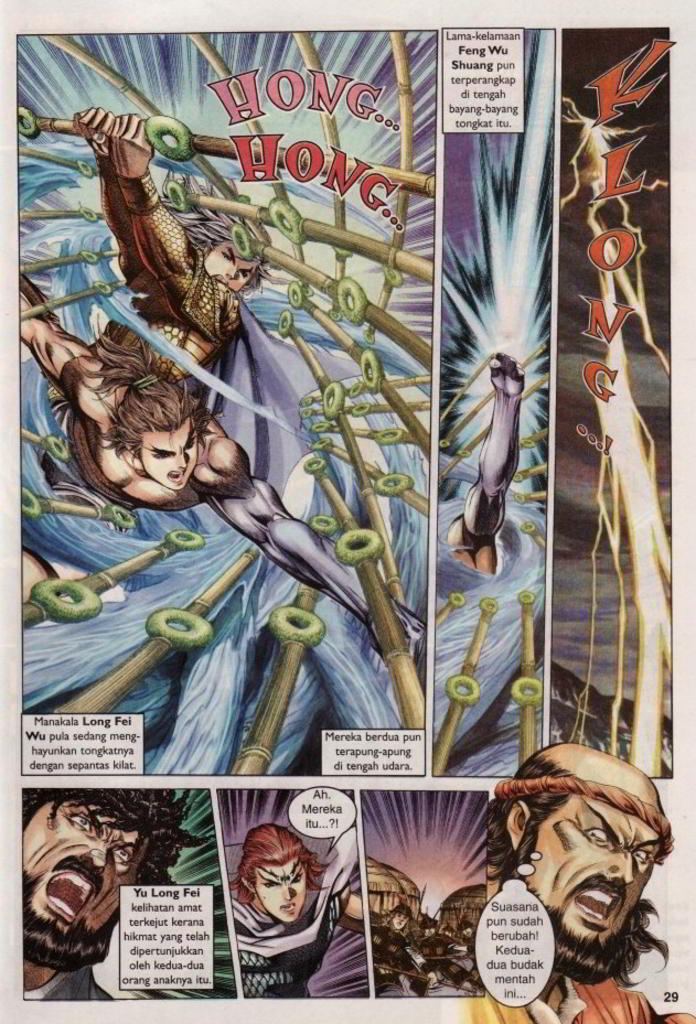 HONG...
HONG...
Lama-kelamaan
Feng Wu
Shuang pun
terperangkap
di tengah
bayang-bayang
tongkat itu.
KLONG...!
Manakala Long Fei
Wu pula sedang meng-
hayunkan tongkatnya
dengan sepantas kilat.
Mereka berdua pun
terapung-apung
di tengah udara.
Yu Long Fei
kelihatan amat
terkejut kerana
hikmat yang telah
dipertunjukkan
oleh kedua-dua
orang anaknya itu.
Ah.
Mereka
itu...?!
Suasana
pun sudah
berubah!
Kedua-
dua budak
mentah
ini...
29